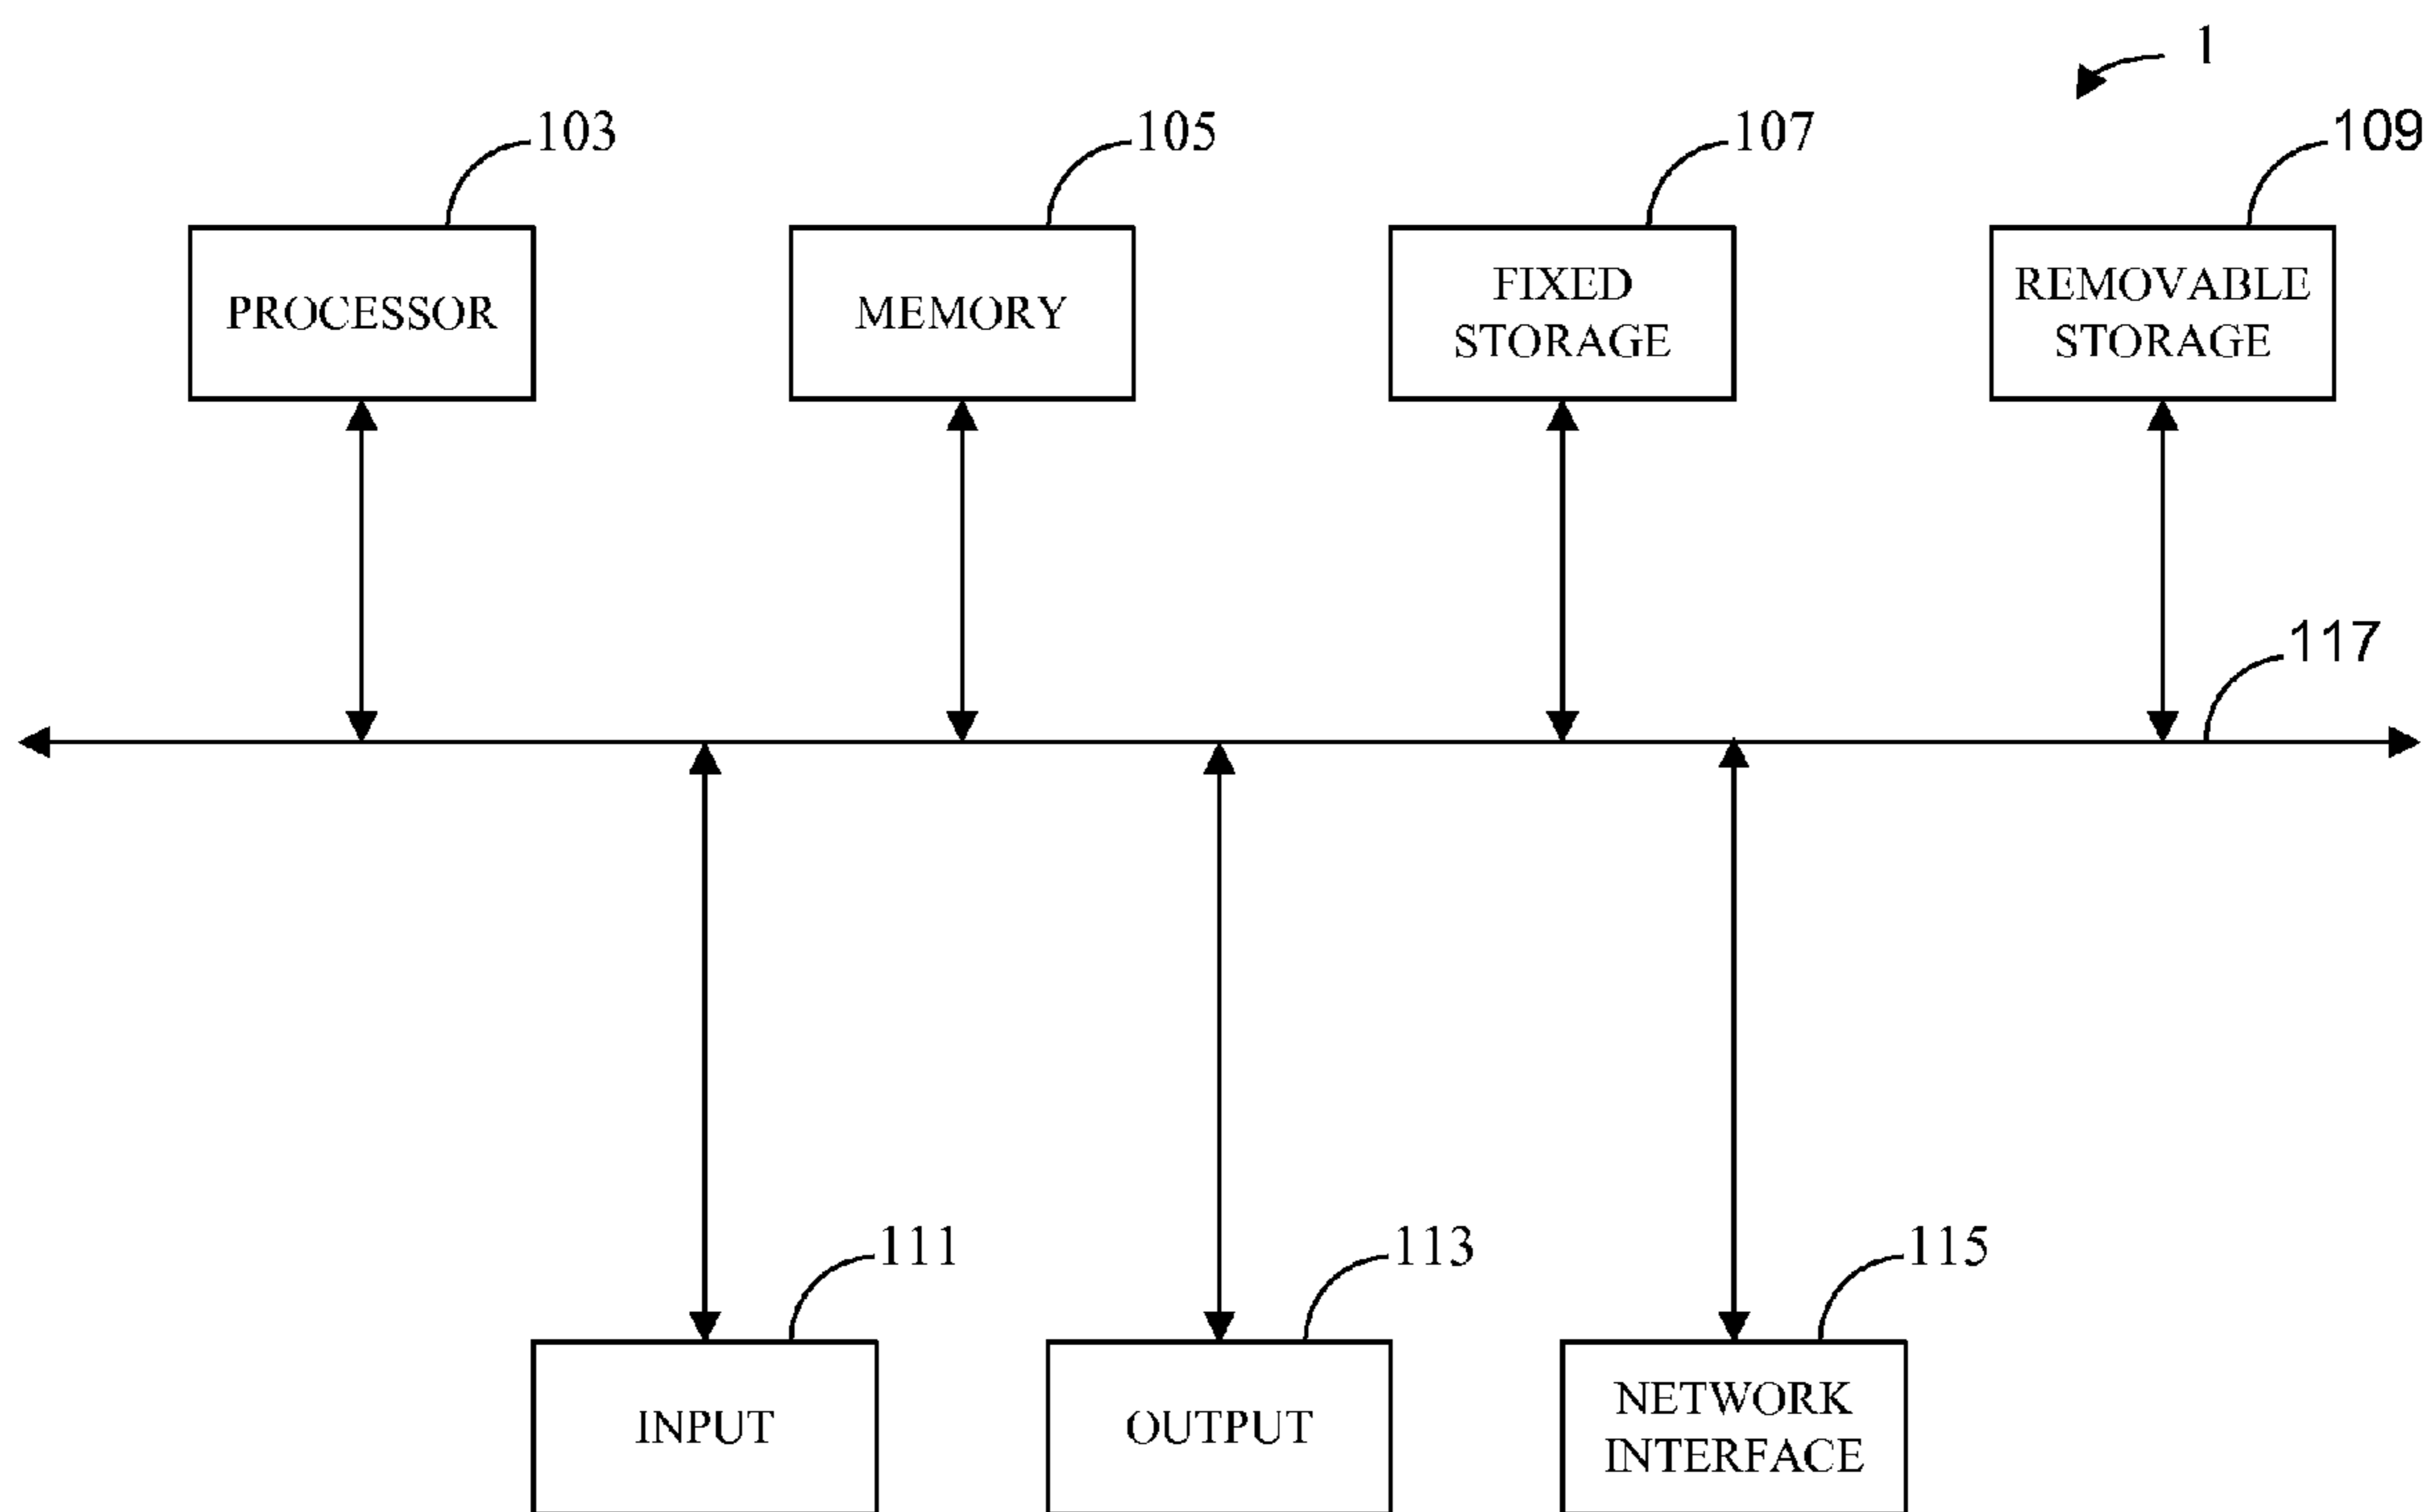 1
103
105
107
109
PROCESSOR
MEMORY
FIXED
STORAGE
REMOVABLE
STORAGE
117
111
113
115
INPUT
OUTPUT
NETWORK
INTERFACE